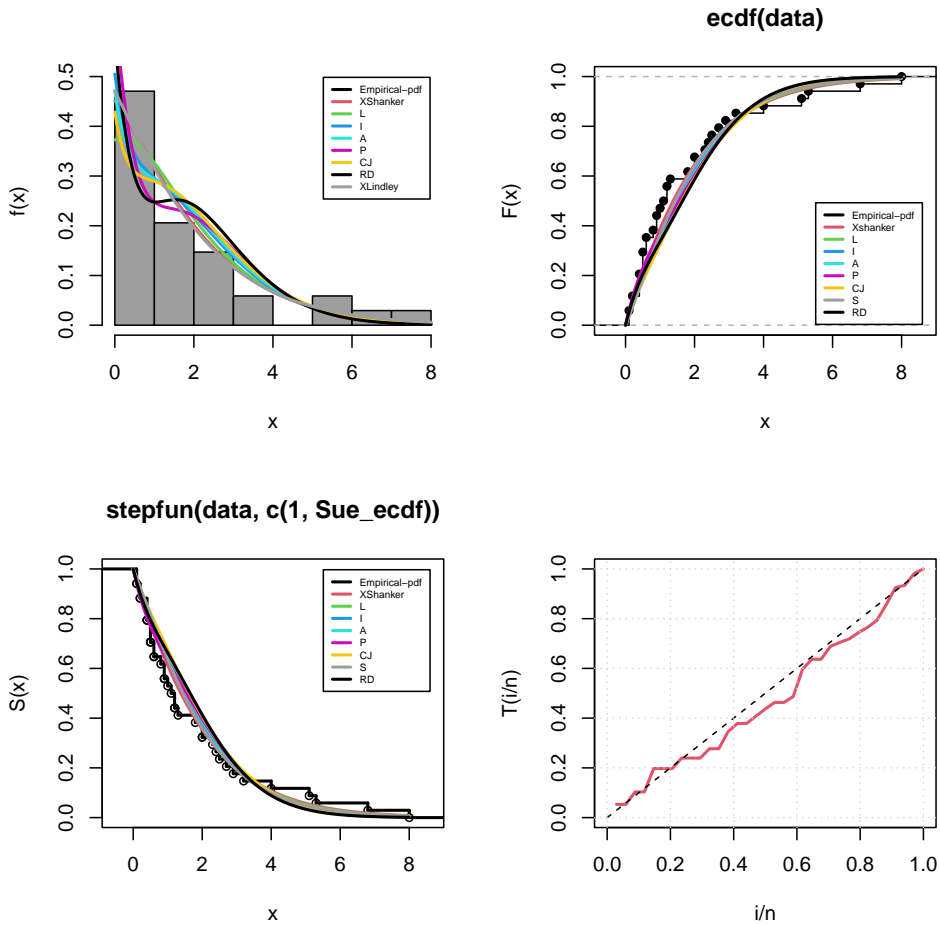 f(x)
0.0 0.1 0.2 0.3 0.4 0.5
Empirical−pdf
XShanker
L
I
A
P
CJ
RD
XLindley
0 2 4 6 8
x
ecdf(data)
F(x)
0.0 0.2 0.4 0.6 0.8 1.0
Empirical−pdf
Xshanker
L
I
A
P
CJ
S
RD
0 2 4 6 8
x
stepfun(data, c(1, Sue_ecdf))
S(x)
0.0 0.2 0.4 0.6 0.8 1.0
Empirical−pdf
XShanker
L
I
A
P
CJ
S
RD
0 2 4 6 8
x
T(i/n)
0.0 0.2 0.4 0.6 0.8 1.0
0.0 0.2 0.4 0.6 0.8 1.0
i/n